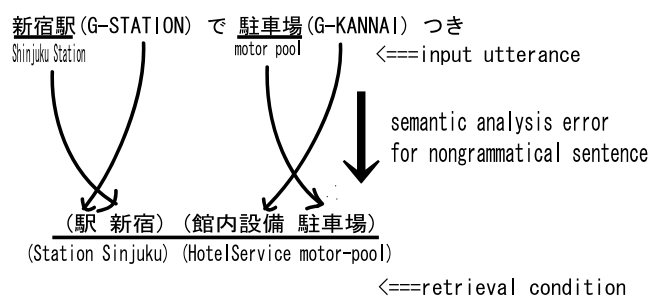 新宿駅(G-STATION) で 駐車場(G-KANNAI) つき
Shinjuku Station motor pool <===input utterance
semantic analysis error
for nongrammatical sentence
(駅 新宿) (館内設備 駐車場)
(Station Sinjuku) (HotelService motor-pool)
<===retrieval condition